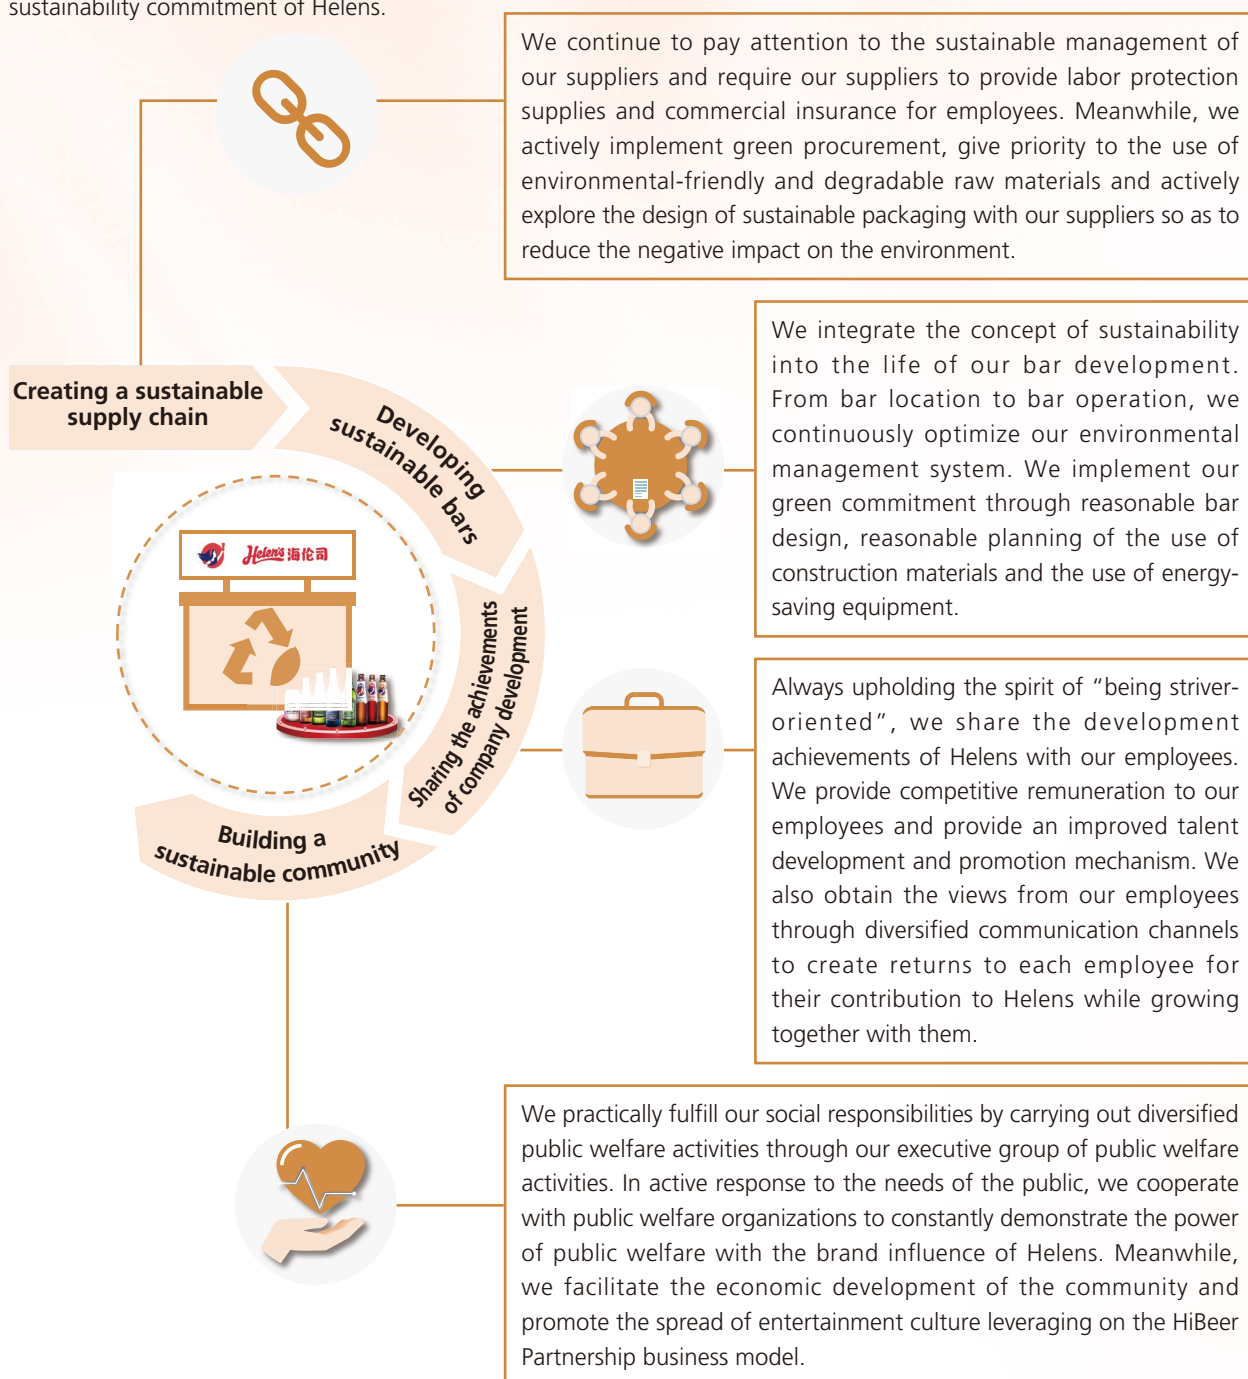 sustainability commitment of Helens.
We continue to pay attention to the sustainable management of
our suppliers and require our suppliers to provide labor protection
supplies and commercial insurance for employees. Meanwhile, we
actively implement green procurement, give priority to the use of
environmental-friendly and degradable raw materials and actively
explore the design of sustainable packaging with our suppliers so as to
reduce the negative impact on the environment.
Creating a sustainable
supply chain
Developing
sustainable bars
We integrate the concept of sustainability
into the life of our bar development.
From bar location to bar operation, we
continuously optimize our environmental
management system. We implement our
green commitment through reasonable bar
design, reasonable planning of the use of
construction materials and the use of energy-
saving equipment.
Helen's 海伦司
Sharing the achievements
of company development
Always upholding the spirit of “being striver-
oriented”, we share the development
achievements of Helens with our employees.
We provide competitive remuneration to our
employees and provide an improved talent
development and promotion mechanism. We
also obtain the views from our employees
through diversified communication channels
to create returns to each employee for
their contribution to Helens while growing
together with them.
Building a
sustainable community
We practically fulfill our social responsibilities by carrying out diversified
public welfare activities through our executive group of public welfare
activities. In active response to the needs of the public, we cooperate
with public welfare organizations to constantly demonstrate the power
of public welfare with the brand influence of Helens. Meanwhile,
we facilitate the economic development of the community and
promote the spread of entertainment culture leveraging on the HiBeer
Partnership business model.